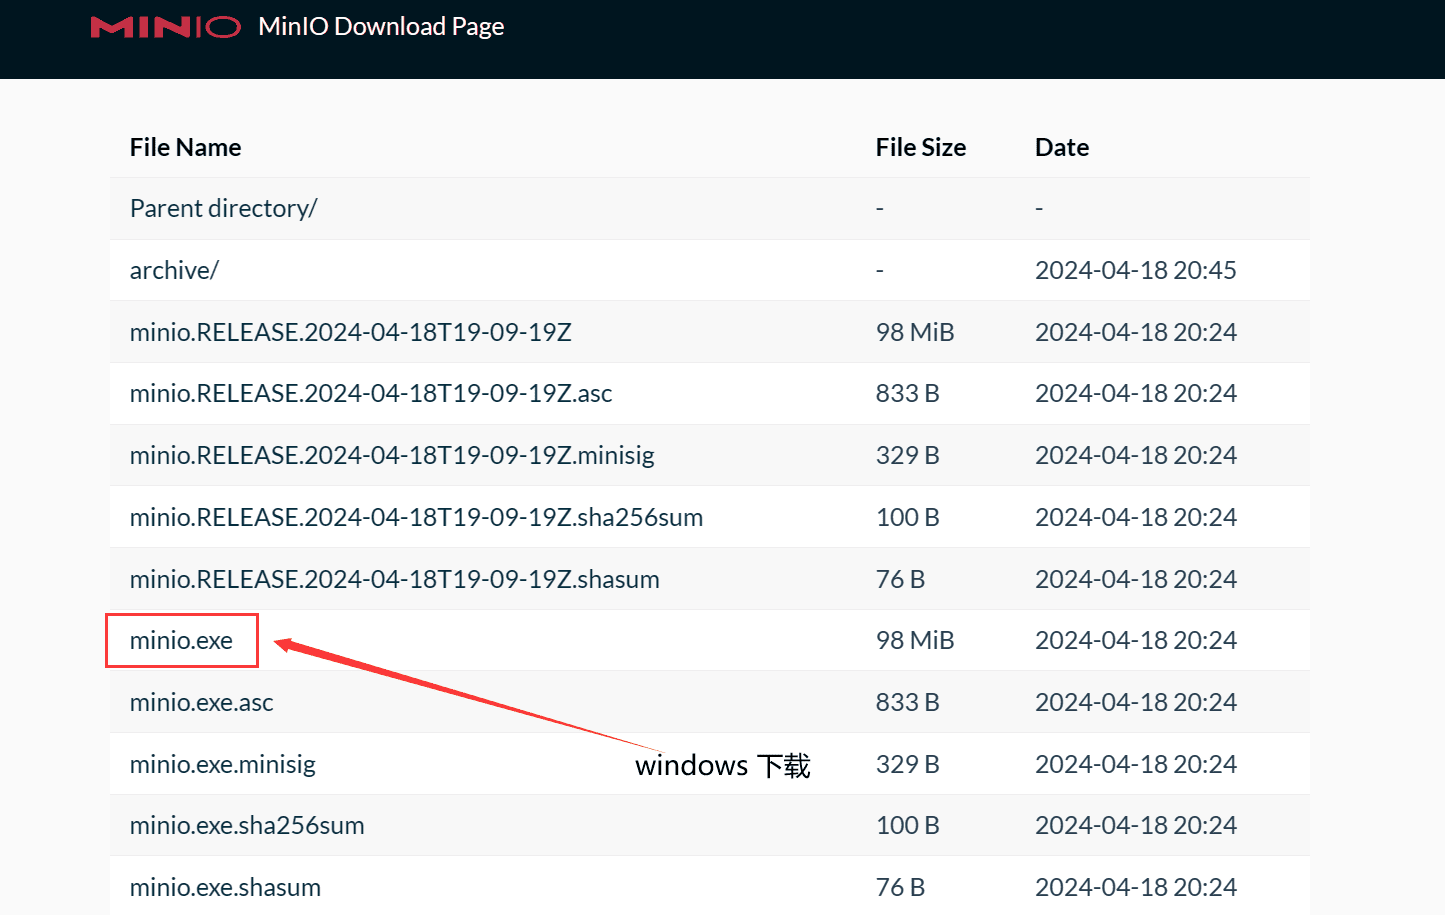 MINIO MinIO Download Page
File Name File Size Date
Parent directory/ - -
archive/ - 2024-04-18 20:45
minio.RELEASE.2024-04-18T19-09-19Z 98 MiB 2024-04-18 20:24
minio.RELEASE.2024-04-18T19-09-19Z.asc 833 B 2024-04-18 20:24
minio.RELEASE.2024-04-18T19-09-19Z.minisig 329 B 2024-04-18 20:24
minio.RELEASE.2024-04-18T19-09-19Z.sha256sum 100 B 2024-04-18 20:24
minio.RELEASE.2024-04-18T19-09-19Z.shasum 76 B 2024-04-18 20:24
minio.exe 98 MiB 2024-04-18 20:24
minio.exe.asc 833 B 2024-04-18 20:24
minio.exe.minisig windows 下载 329 B 2024-04-18 20:24
minio.exe.sha256sum 100 B 2024-04-18 20:24
minio.exe.shasum 76 B 2024-04-18 20:24